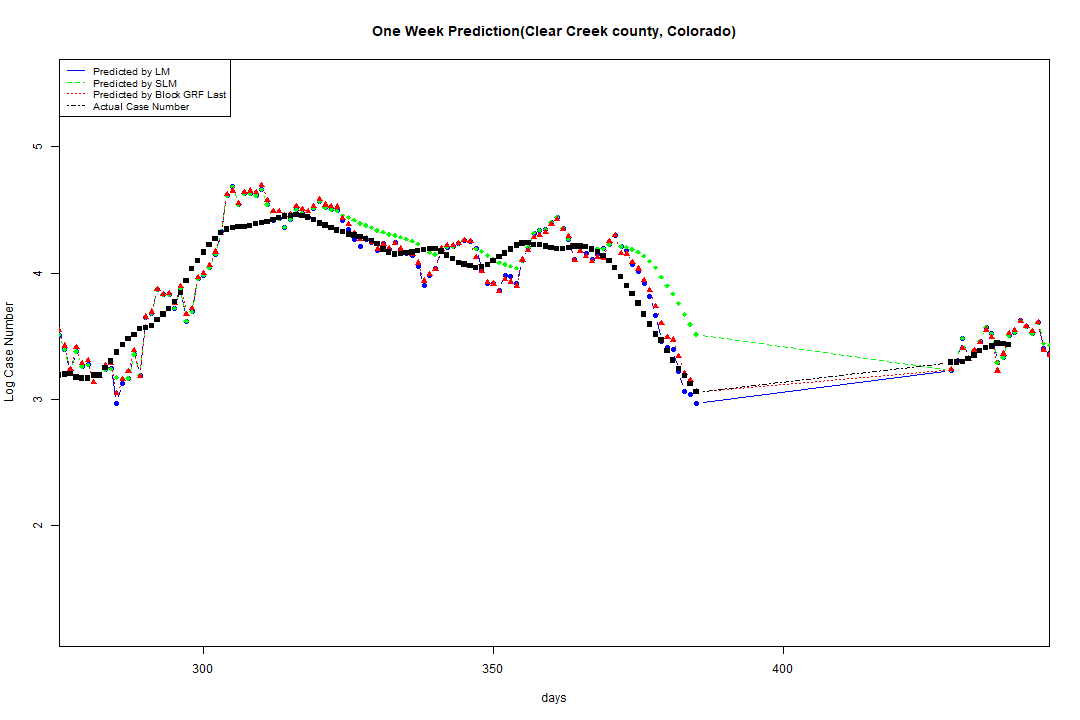 One Week Prediction(Clear Creek county, Colorado)
Predicted by LM
Predicted by SLM
Predicted by Block GRF Last
Actual Case Number
5
4
3
2
Log Case Number
300
350
400
days